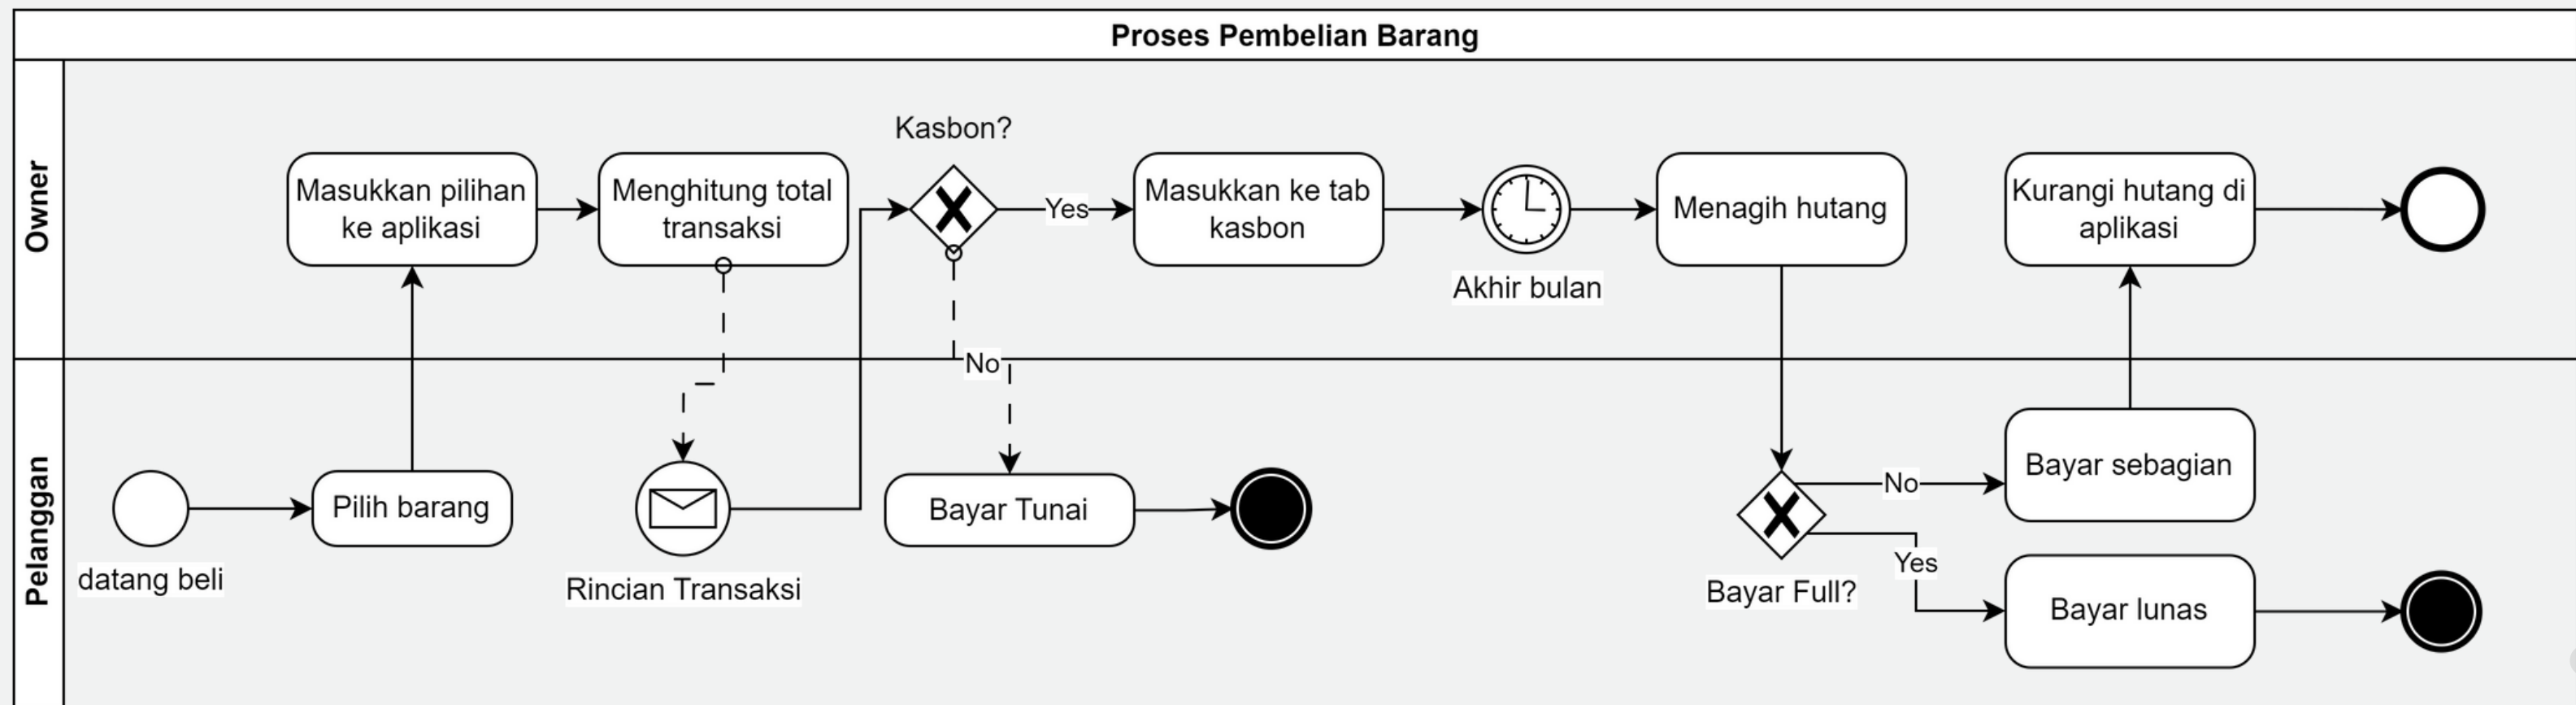 Proses Pembelian Barang
Owner
Kasbon?
Masukkan pilihan
ke aplikasi
Menghitung total
transaksi
Yes
Masukkan ke tab
kasbon
Akhir bulan
Menagih hutang
Kurangi hutang di
aplikasi
No
Pelanggan
datang beli
Pilih barang
Rincian Transaksi
Bayar Tunai
Bayar Full?
No
Bayar sebagian
Yes
Bayar lunas